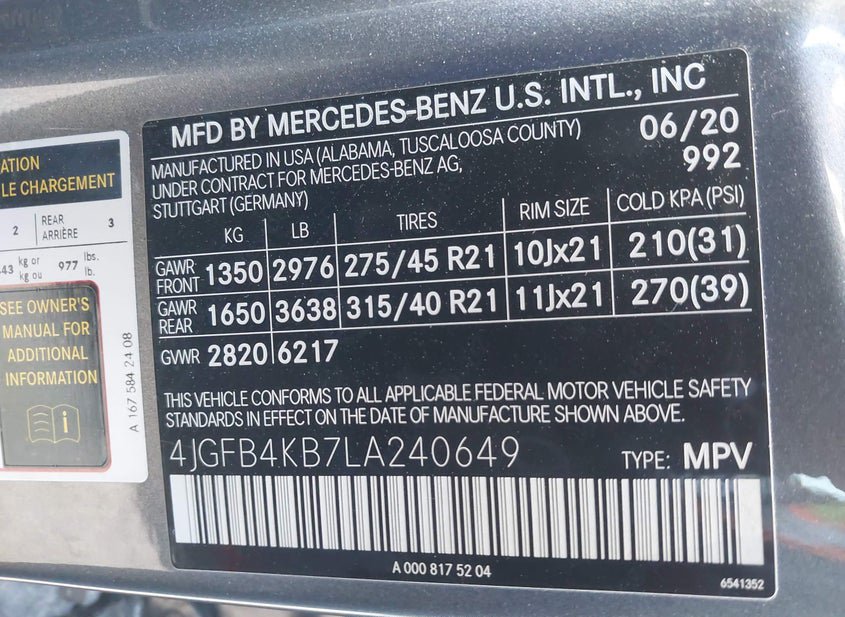 ATION
LE CHARGEMENT
2 REAR ARRIÈRE 3
43 kg or kg ou 977 lbs. lb.
SEE OWNER'S
MANUAL FOR
ADDITIONAL
INFORMATION
A 167 584 24 08
MFD BY MERCEDES-BENZ U.S. INTL., INC
MANUFACTURED IN USA (ALABAMA, TUSCALOOSA COUNTY) 06/20
UNDER CONTRACT FOR MERCEDES-BENZ AG, 992
STUTTGART (GERMANY)
KG LB TIRES RIM SIZE COLD KPA (PSI)
GAWR FRONT 1350 2976 275/45 R21 10Jx21 210(31)
GAWR REAR 1650 3638 315/40 R21 11Jx21 270(39)
GVWR 2820 6217
THIS VEHICLE CONFORMS TO ALL APPLICABLE FEDERAL MOTOR VEHICLE SAFETY
STANDARDS IN EFFECT ON THE DATE OF MANUFACTURE SHOWN ABOVE.
4JGFB4KB7LA240649 TYPE: MPV
A 000 817 52 04
6541352